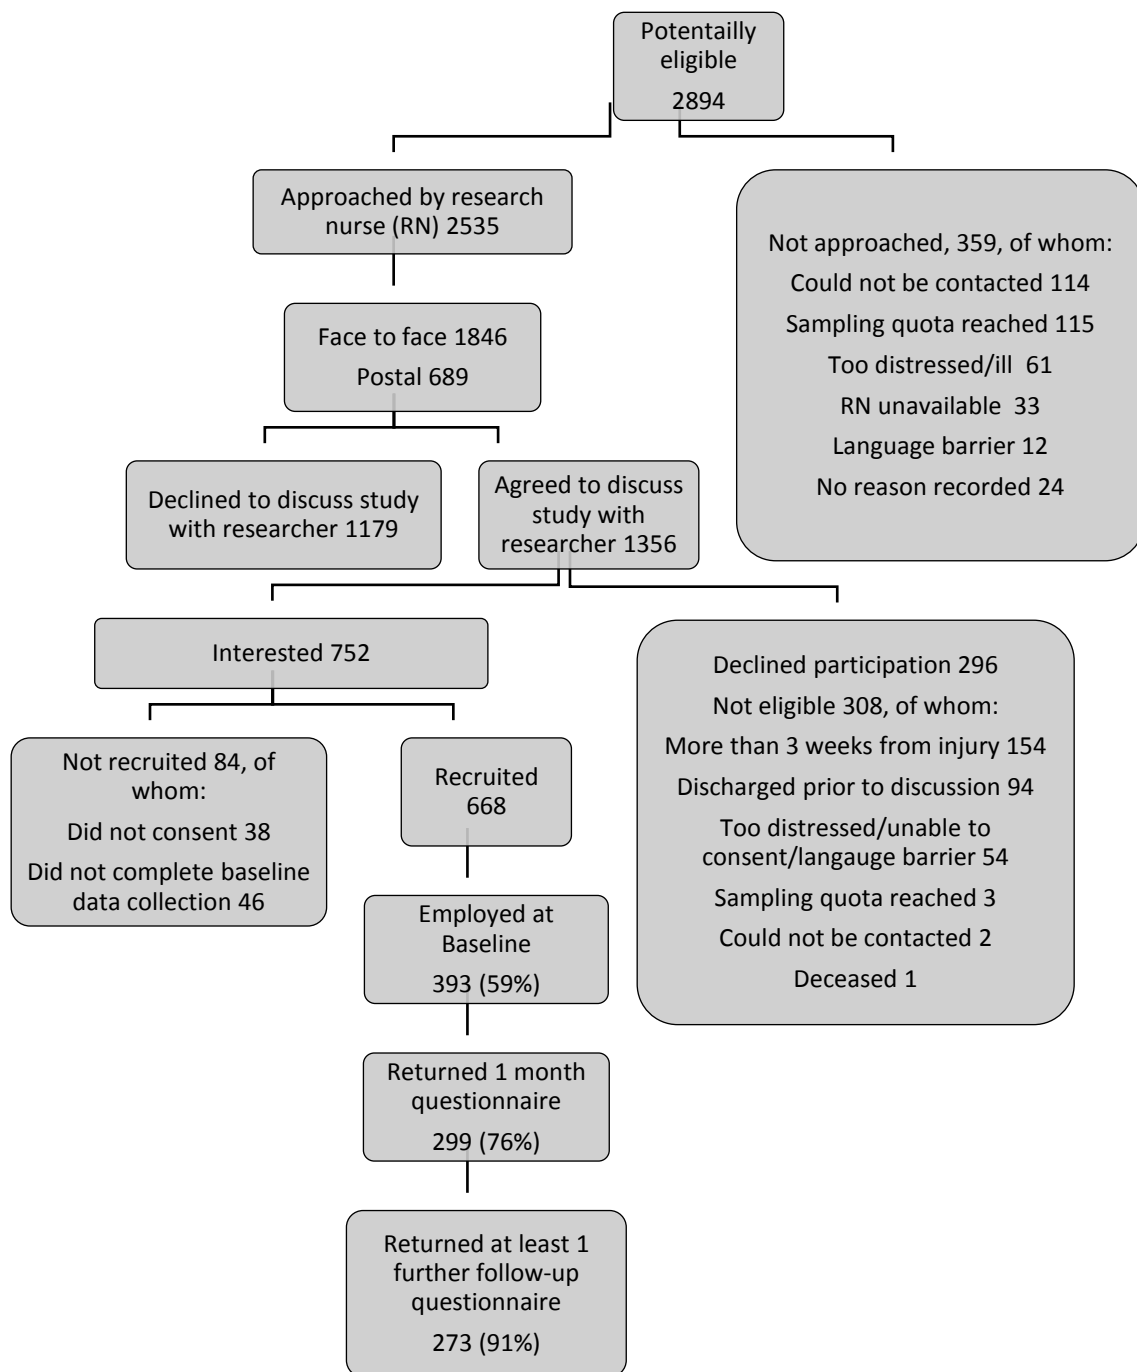 Potentailly
eligible
2894
Approached by research
nurse (RN) 2535
Not approached, 359, of whom:
Could not be contacted 114
Sampling quota reached 115
Too distressed/ill 61
RN unavailable 33
Language barrier 12
No reason recorded 24
Face to face 1846
Postal 689
Declined to discuss study
with researcher 1179
Agreed to discuss
study with
researcher 1356
Interested 752
Declined participation 296
Not eligible 308, of whom:
More than 3 weeks from injury 154
Discharged prior to discussion 94
Too distressed/unable to
consent/langauge barrier 54
Sampling quota reached 3
Could not be contacted 2
Deceased 1
Not recruited 84, of
whom:
Did not consent 38
Did not complete baseline
data collection 46
Recruited
668
Employed at
Baseline
393 (59%)
Returned 1 month
questionnaire
299 (76%)
Returned at least 1
further follow-up
questionnaire
273 (91%)